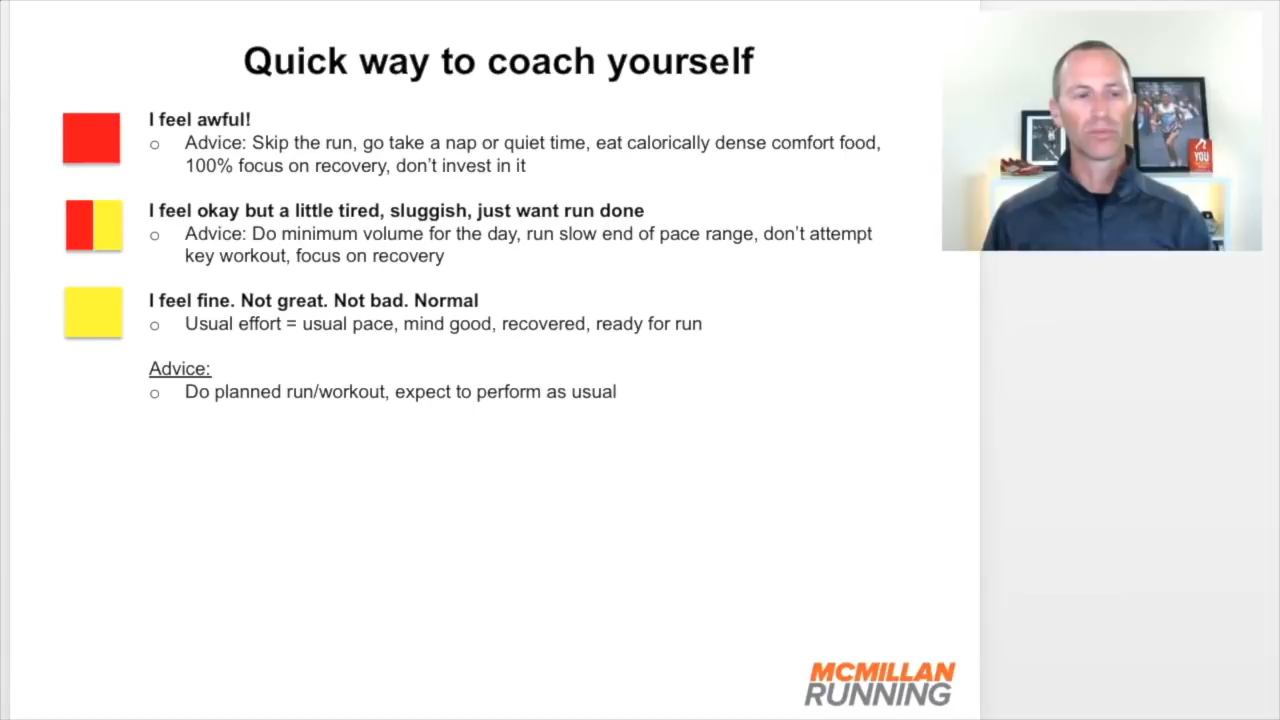 Quick way to coach yourself
I feel awful!
○ Advice: Skip the run, go take a nap or quiet time, eat calorically dense comfort food,
100% focus on recovery, don't invest in it
I feel okay but a little tired, sluggish, just want run done
○ Advice: Do minimum volume for the day, run slow end of pace range, don't attempt
key workout, focus on recovery
I feel fine. Not great. Not bad. Normal
○ Usual effort = usual pace, mind good, recovered, ready for run
Advice:
○ Do planned run/workout, expect to perform as usual
YOU
MCMILLAN
RUNNING